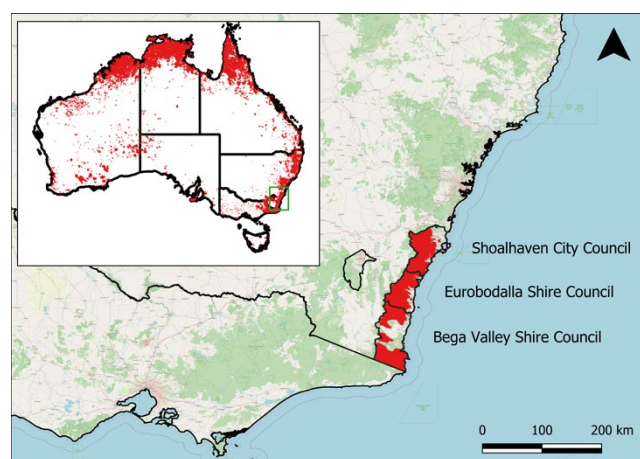 Shoalhaven City Council
Eurobodalla Shire Council
Bega Valley Shire Council
0 100 200 km